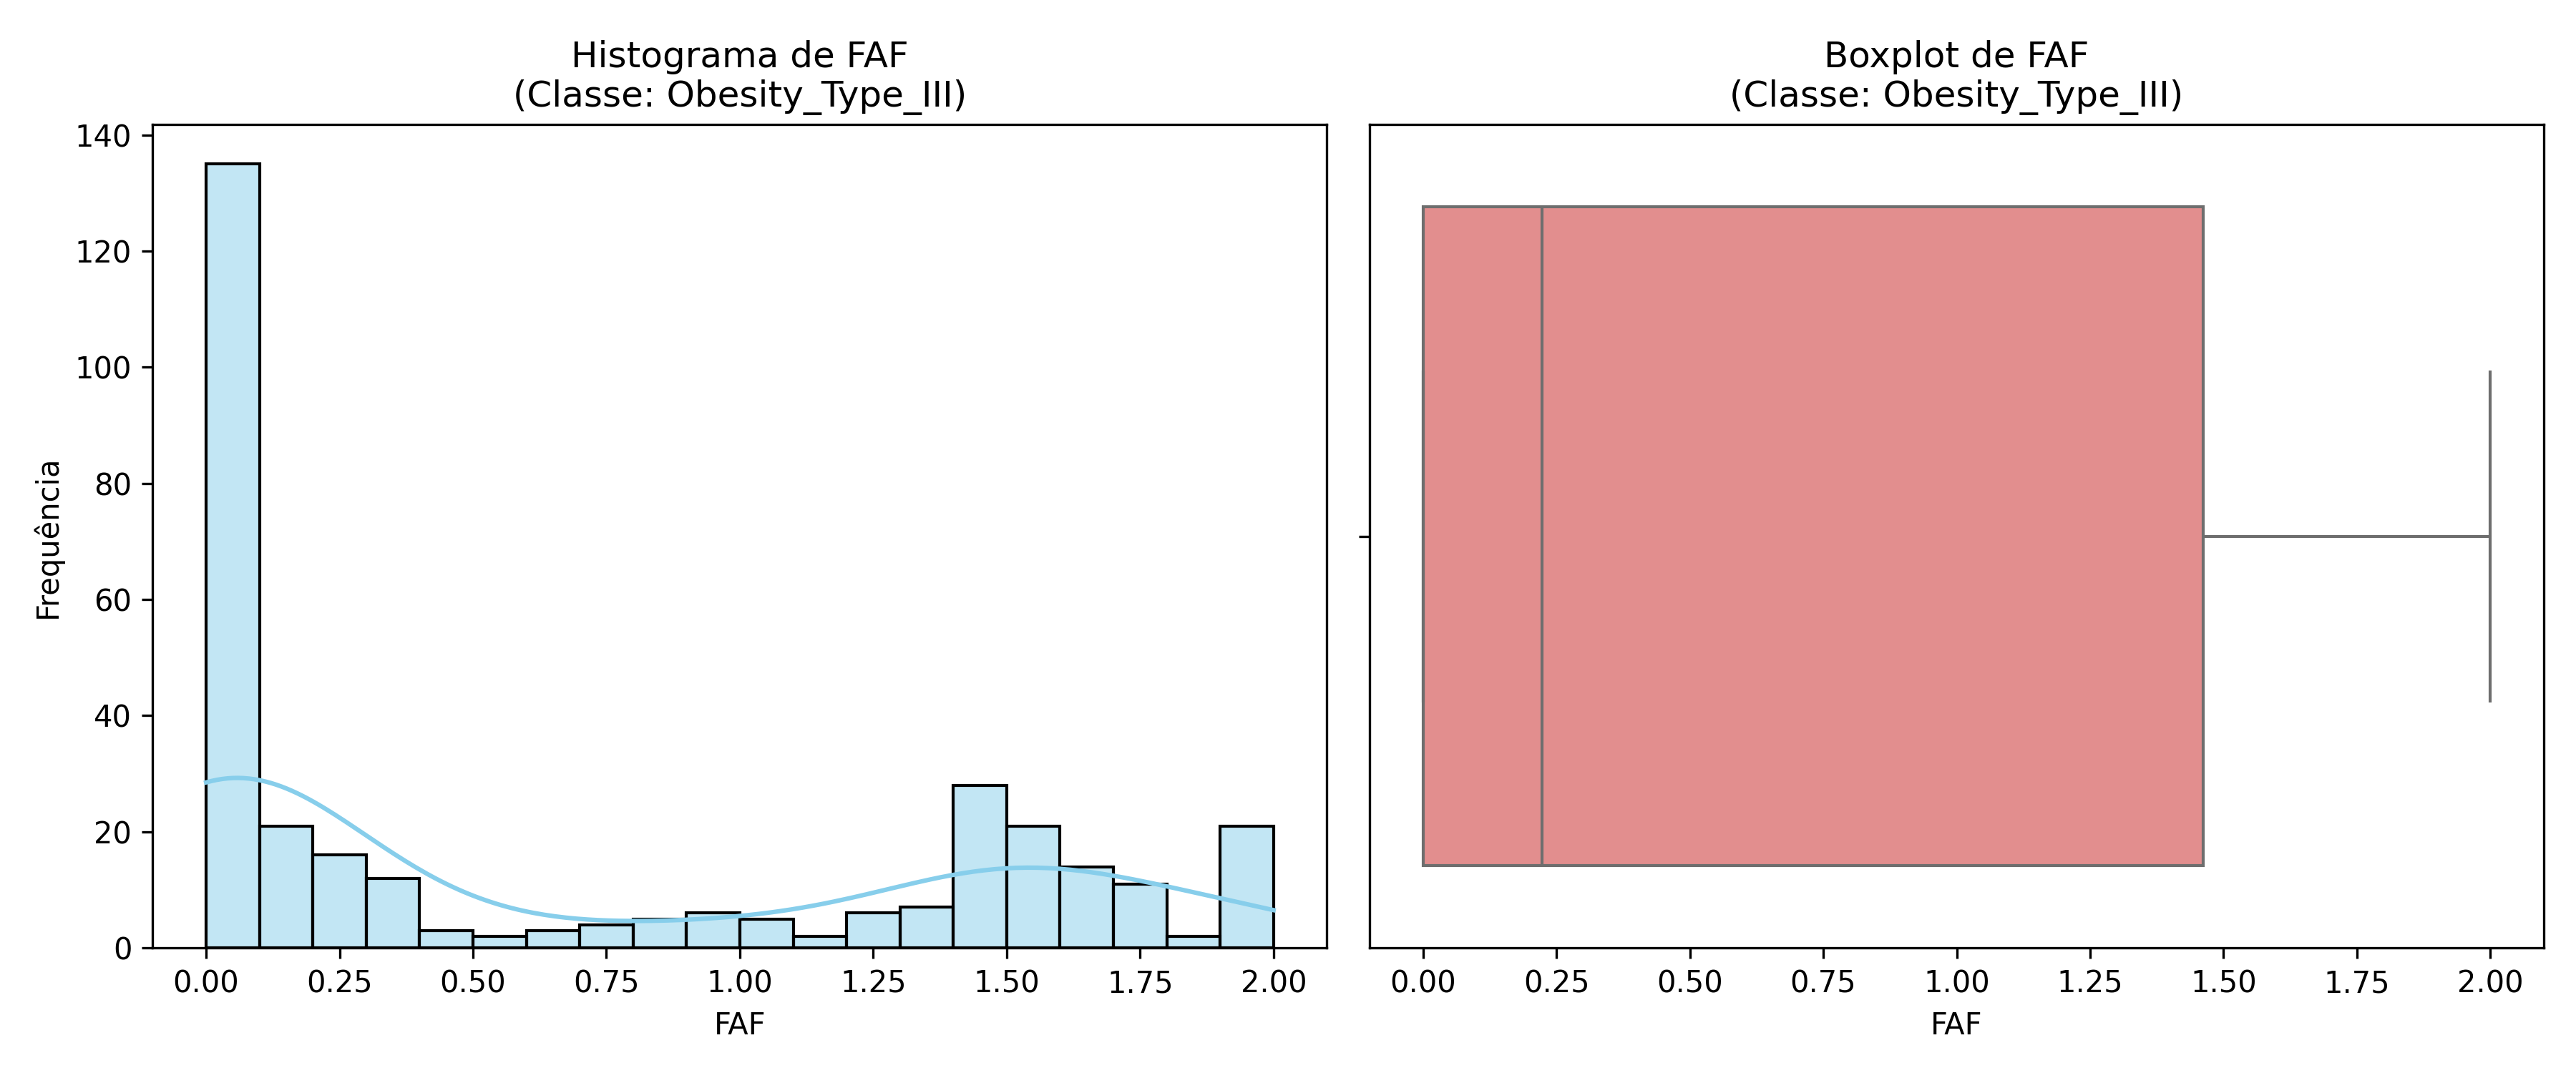 Histograma de FAF
(Classe: Obesity_Type_III)
140
120
100
80
60
40
20
0
Frequência
0.00 0.25 0.50 0.75 1.00 1.25 1.50 1.75 2.00
FAF
Boxplot de FAF
(Classe: Obesity_Type_III)
0.00 0.25 0.50 0.75 1.00 1.25 1.50 1.75 2.00
FAF